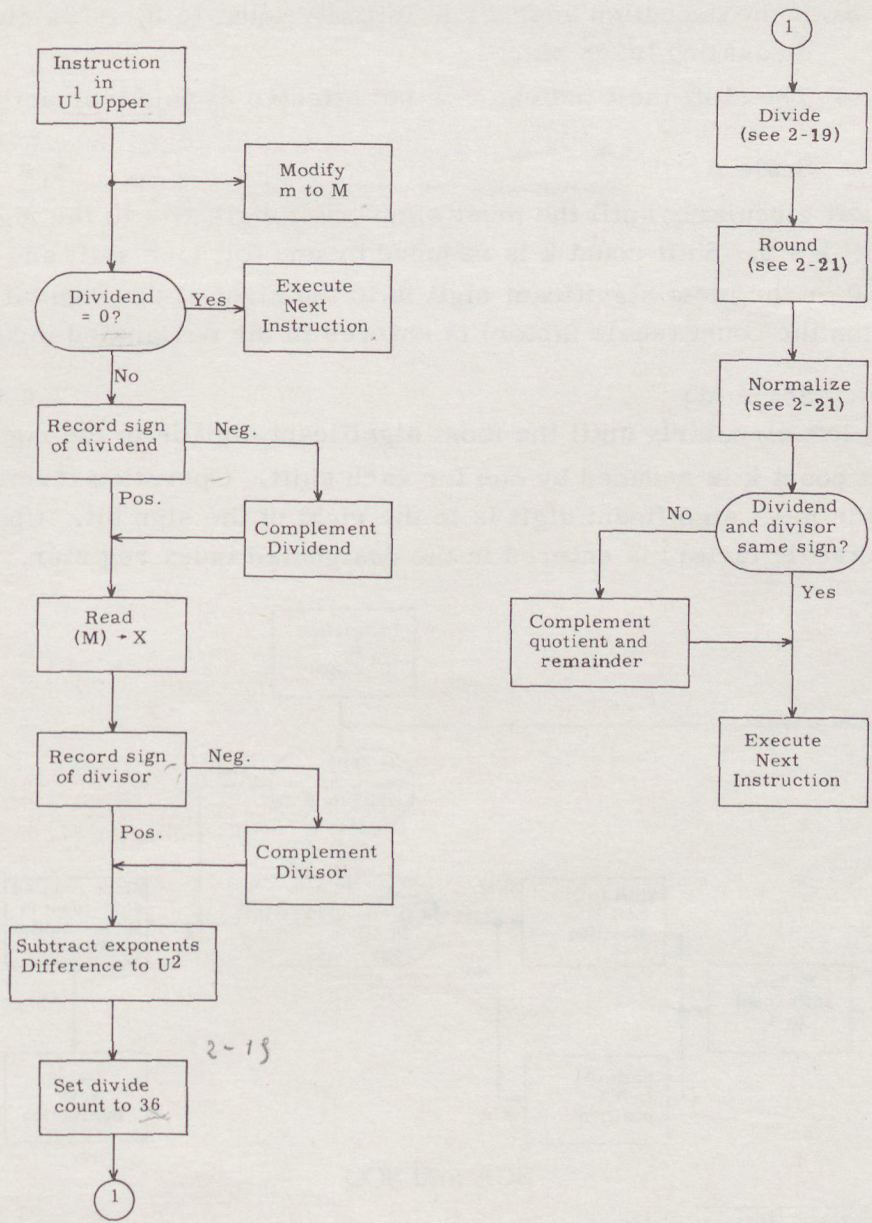 Instruction
in
U1 Upper
Modify
m to M
Dividend
= 0?
Yes
Execute
Next
Instruction
No
Record sign
of dividend
Neg.
Pos.
Complement
Dividend
Read
(M) → X
Record sign
of divisor
Neg.
Pos.
Complement
Divisor
Subtract exponents
Difference to U2
Set divide
count to 36
1
1
Divide
(see 2-19)
Round
(see 2-21)
Normalize
(see 2-21)
No
Dividend
and divisor
same sign?
Yes
Complement
quotient and
remainder
Execute
Next
Instruction